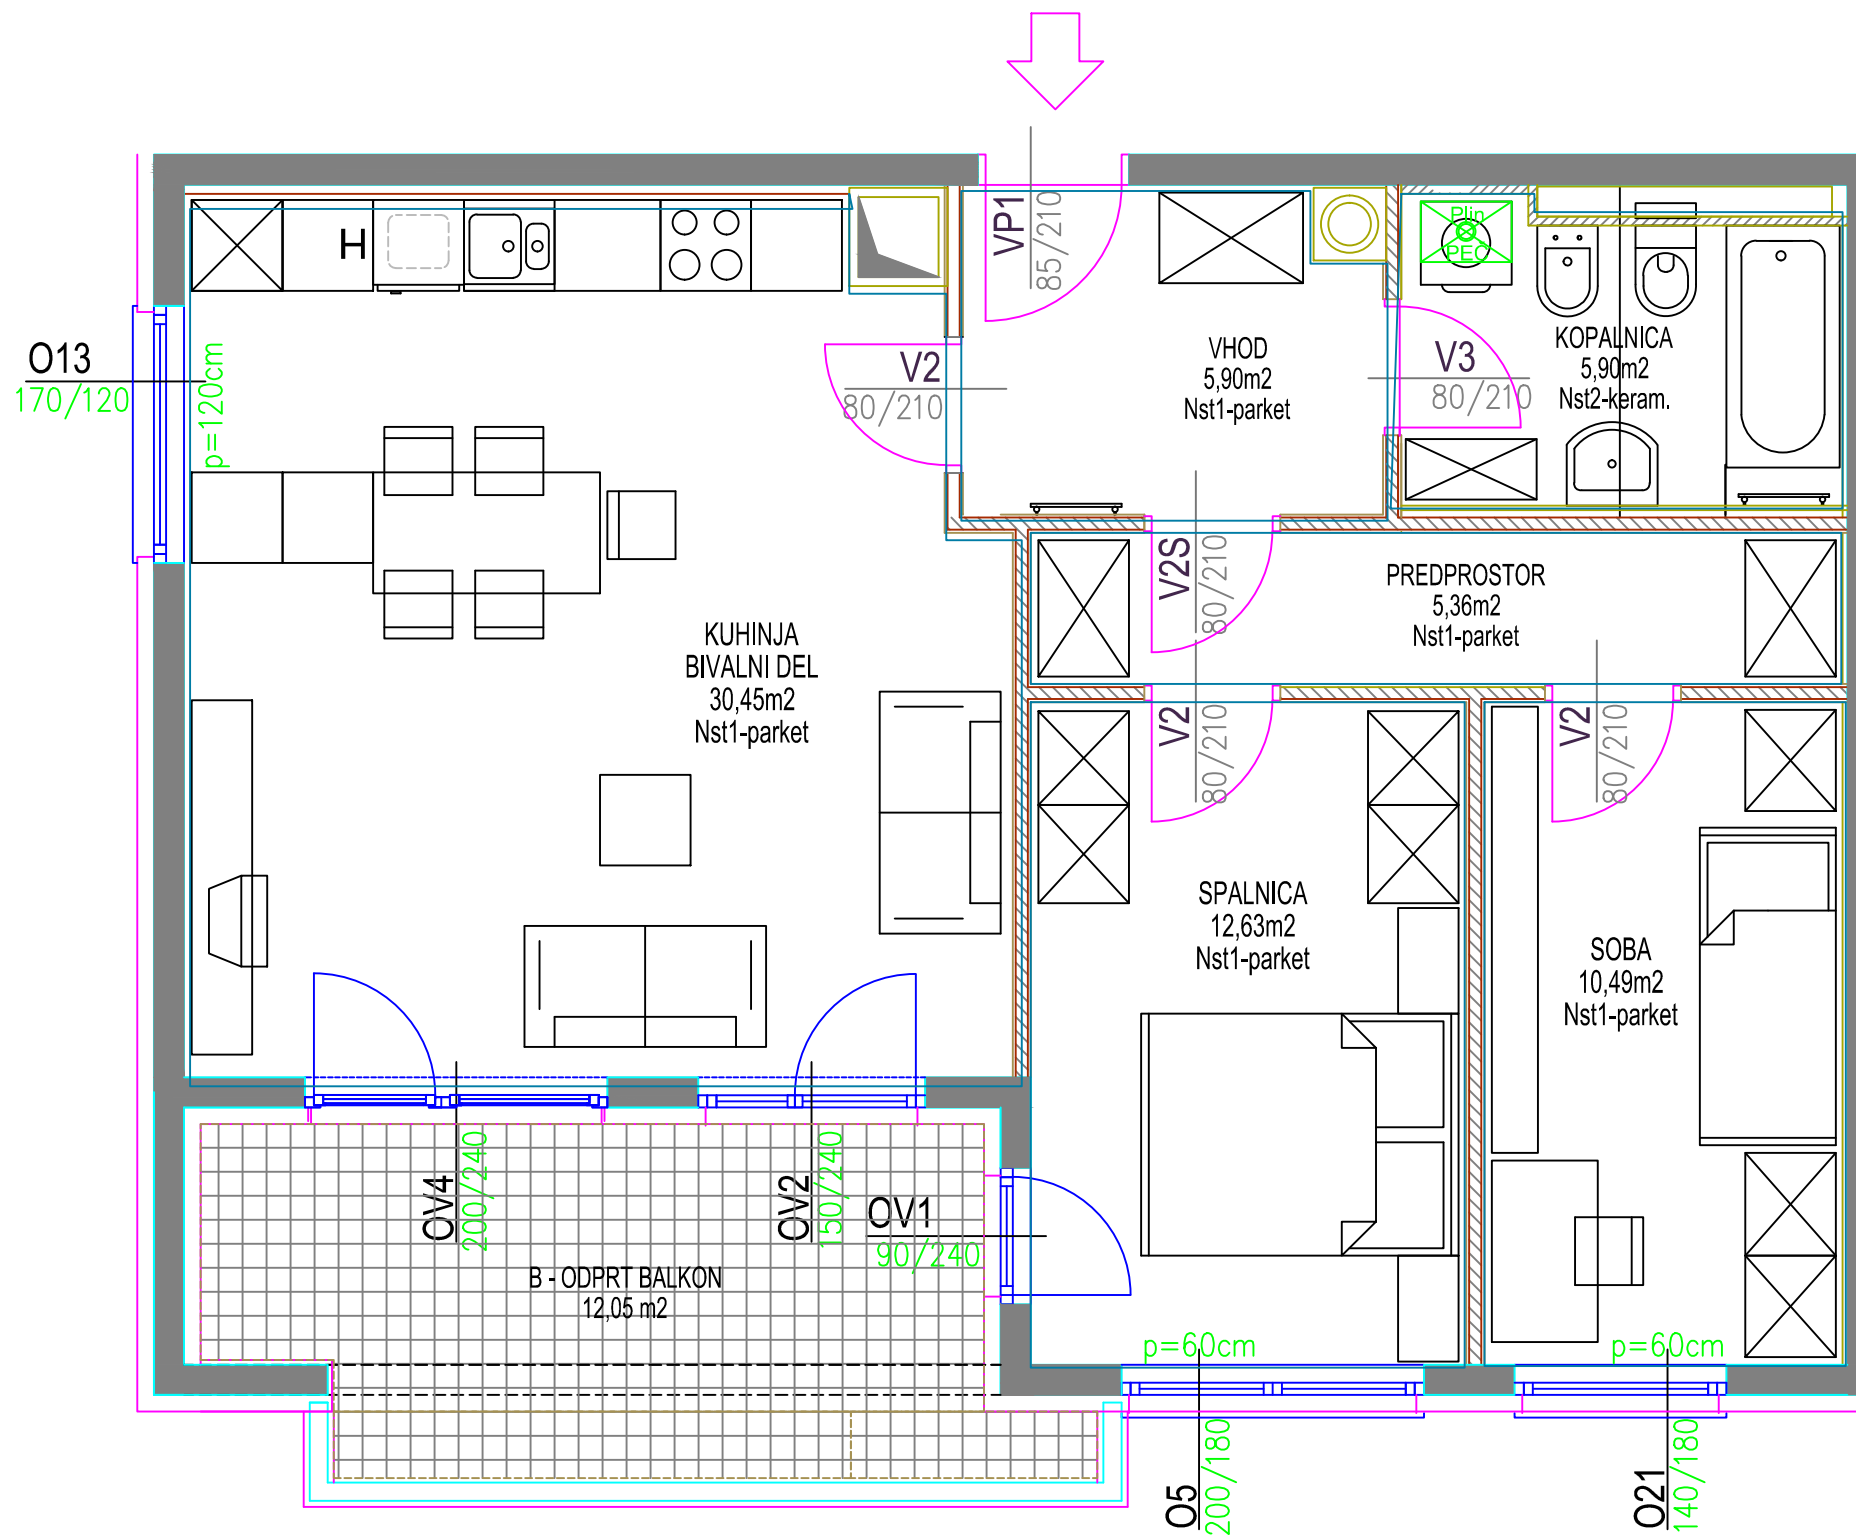 VP1
85/210
H
Plin
PEČ
O13
170/120
p=120cm
V2
80/210
VHOD
5,90m2
Nst1-parket
V3
80/210
KOPALNICA
5,90m2
Nst2-keram.
V2S
80/210
PREDPROSTOR
5,36m2
Nst1-parket
KUHINJA
BIVALNI DEL
30,45m2
Nst1-parket
V2
80/210
V2
80/210
SPALNICA
12,63m2
Nst1-parket
SOBA
10,49m2
Nst1-parket
OV4
200/240
OV2
150/240
OV1
90/240
B - ODPRT BALKON
12,05 m2
p=60cm
p=60cm
O5
200/180
O21
140/180